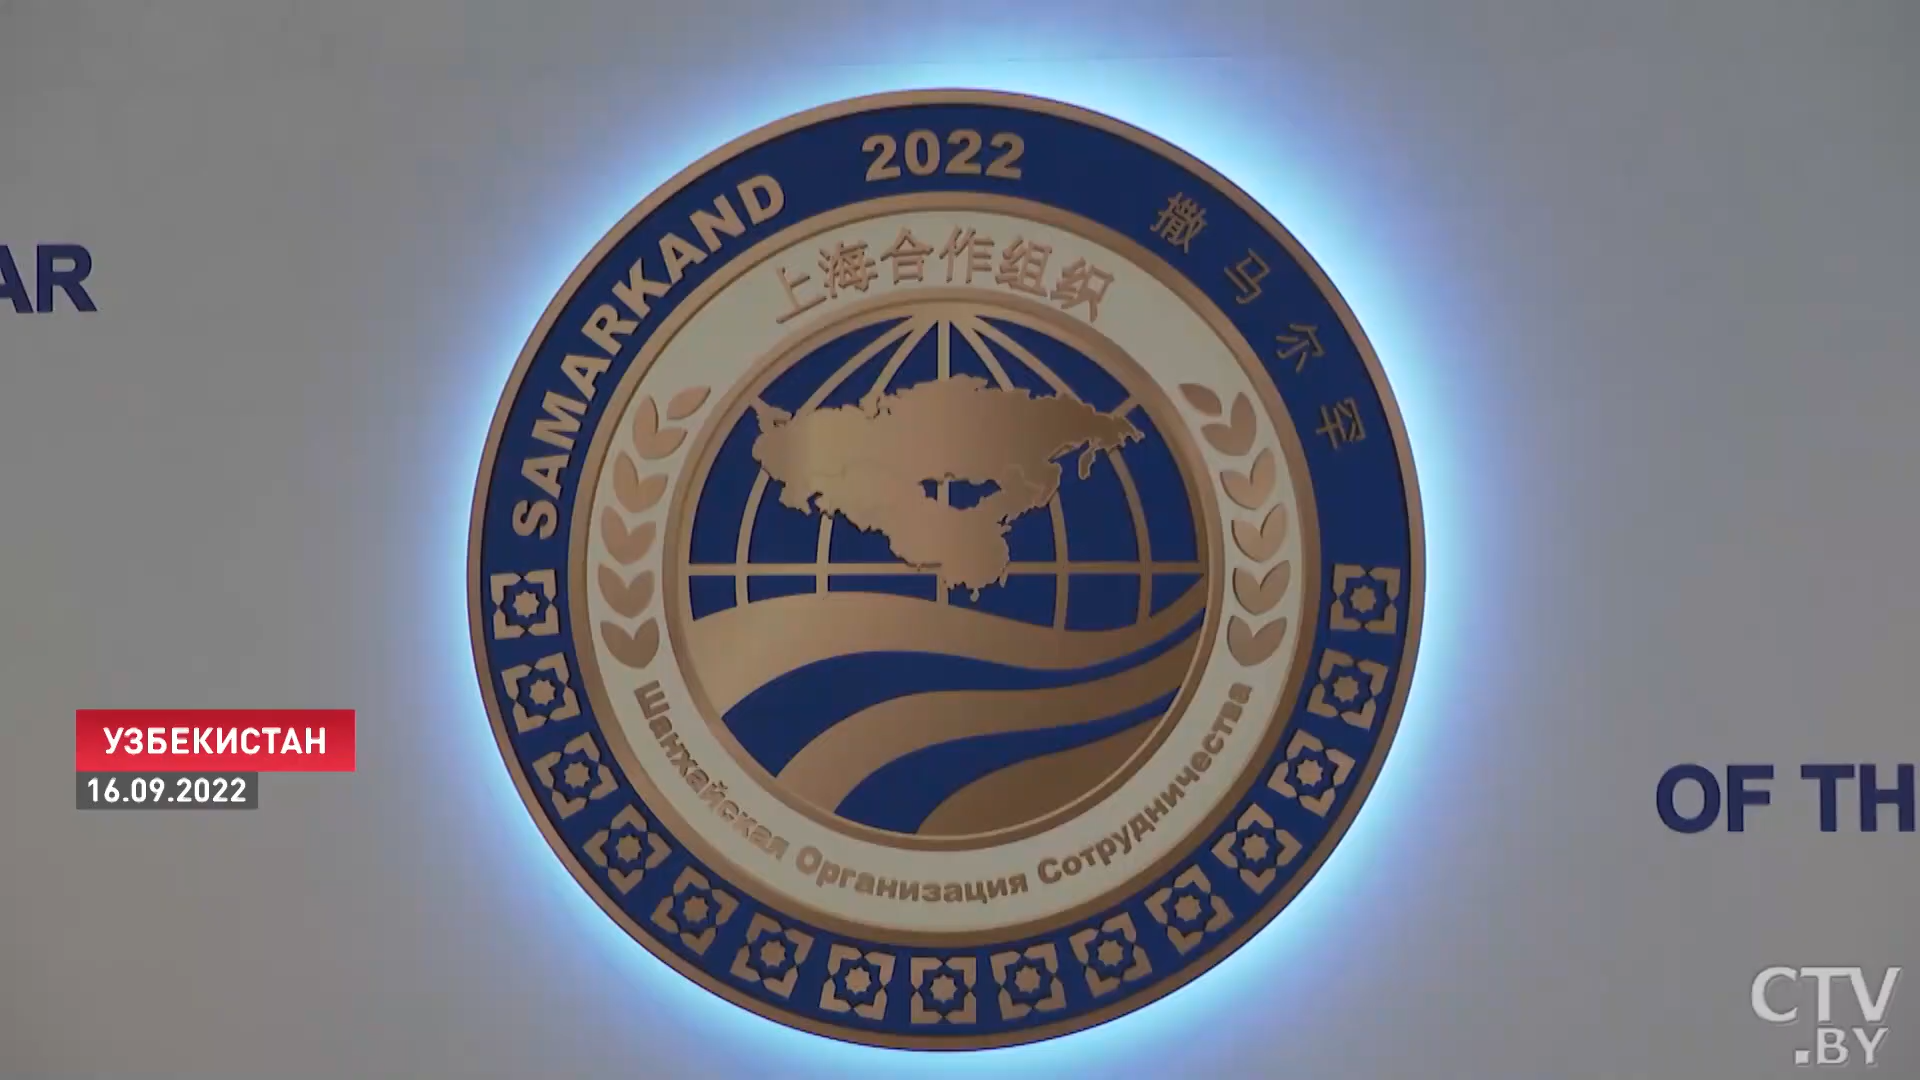 SAMARKAND 2022 撒马尔罕
上海合作组织
Шанхайская Организация Сотрудничества
AR
OF TH
УЗБЕКИСТАН
16.09.2022
CTV
.BY